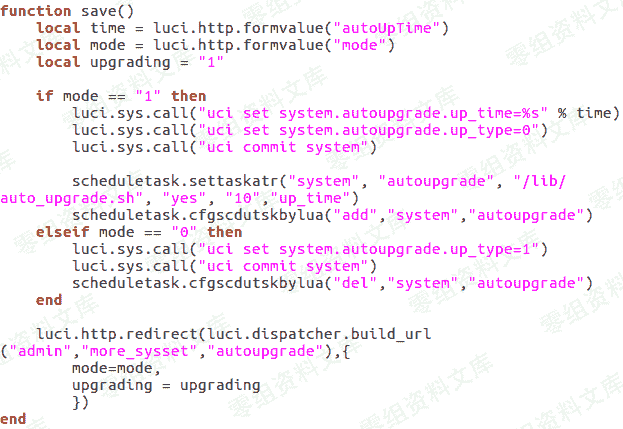 function save()
    local time = luci.http.formvalue("autoUpTime")
    local mode = luci.http.formvalue("mode")
    local upgrading = "1"
    if mode == "1" then
        luci.sys.call("uci set system.autoupgrade.up_time=%s" % time)
        luci.sys.call("uci set system.autoupgrade.up_type=0")
        luci.sys.call("uci commit system")
        scheduletask.settaskatr("system", "autoupgrade", "/lib/
auto_upgrade.sh", "yes", "10","up_time")
        scheduletask.cfgscdutskbylua("add","system","autoupgrade")
    elseif mode == "0" then
        luci.sys.call("uci set system.autoupgrade.up_type=1")
        luci.sys.call("uci commit system")
        scheduletask.cfgscdutskbylua("del","system","autoupgrade")
    end
    luci.http.redirect(luci.dispatcher.build_url
("admin","more_sysset","autoupgrade"),{
        mode=mode,
        upgrading = upgrading
        })
end
零组资料文库